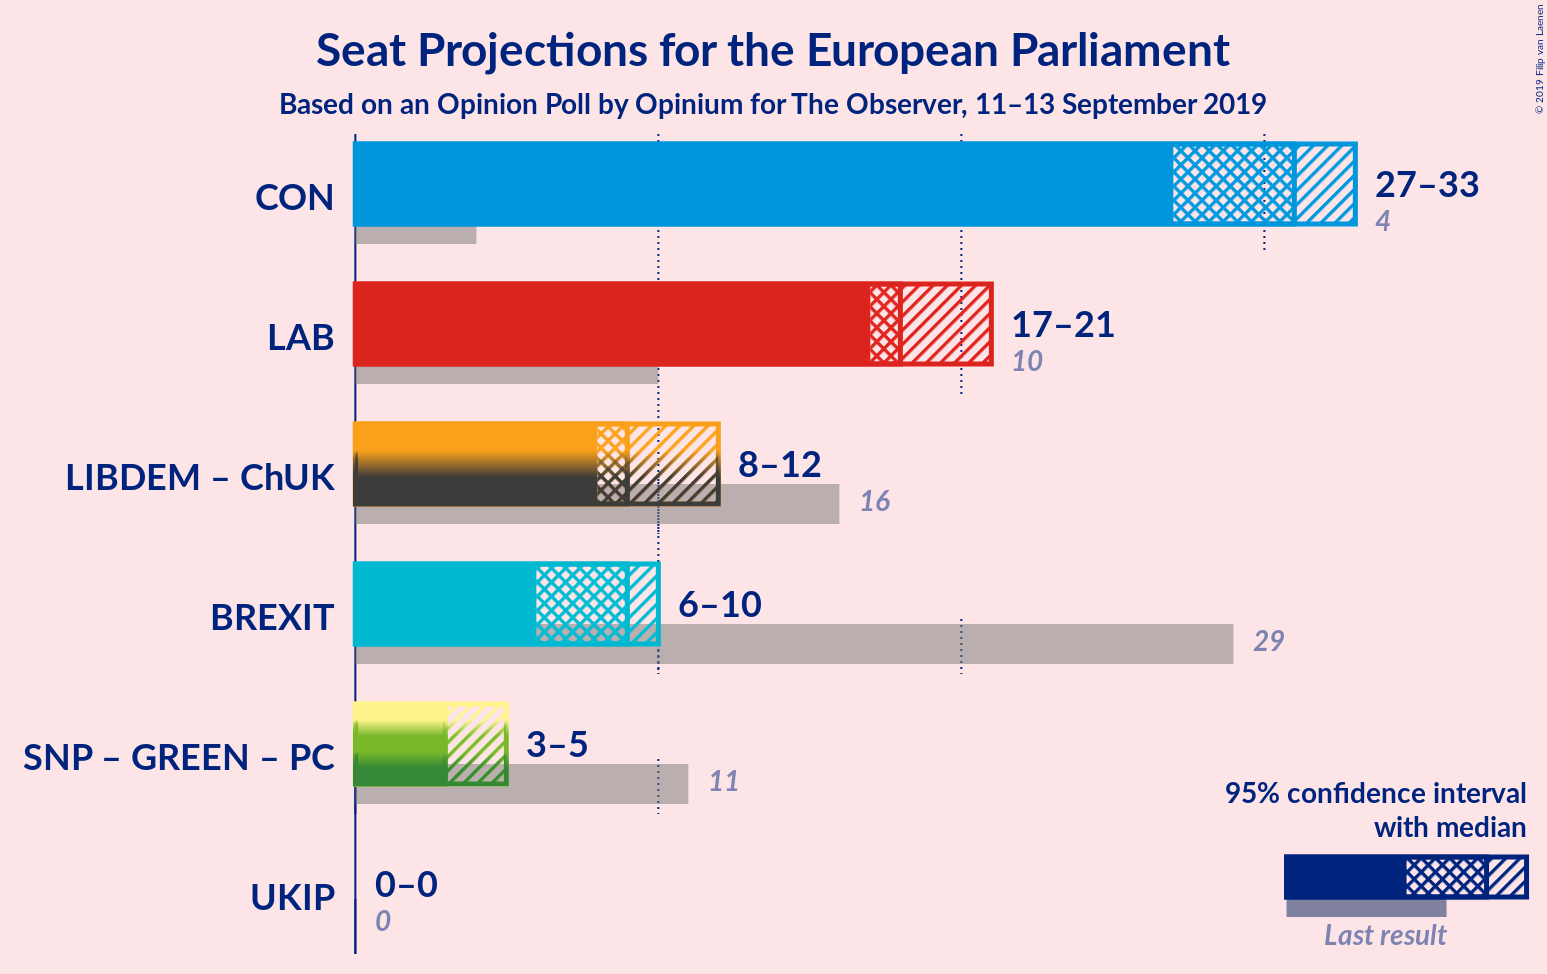 Seat Projections for the European Parliament
Based on an Opinion Poll by Opinium for The Observer, 11–13 September 2019
© 2019 Filip van Laenen
CON
27–33
4
LAB
17–21
10
LIBDEM – ChUK
8–12
16
BREXIT
6–10
29
SNP – GREEN – PC
3–5
11
UKIP
0–0
0
95% confidence interval
with median
Last result